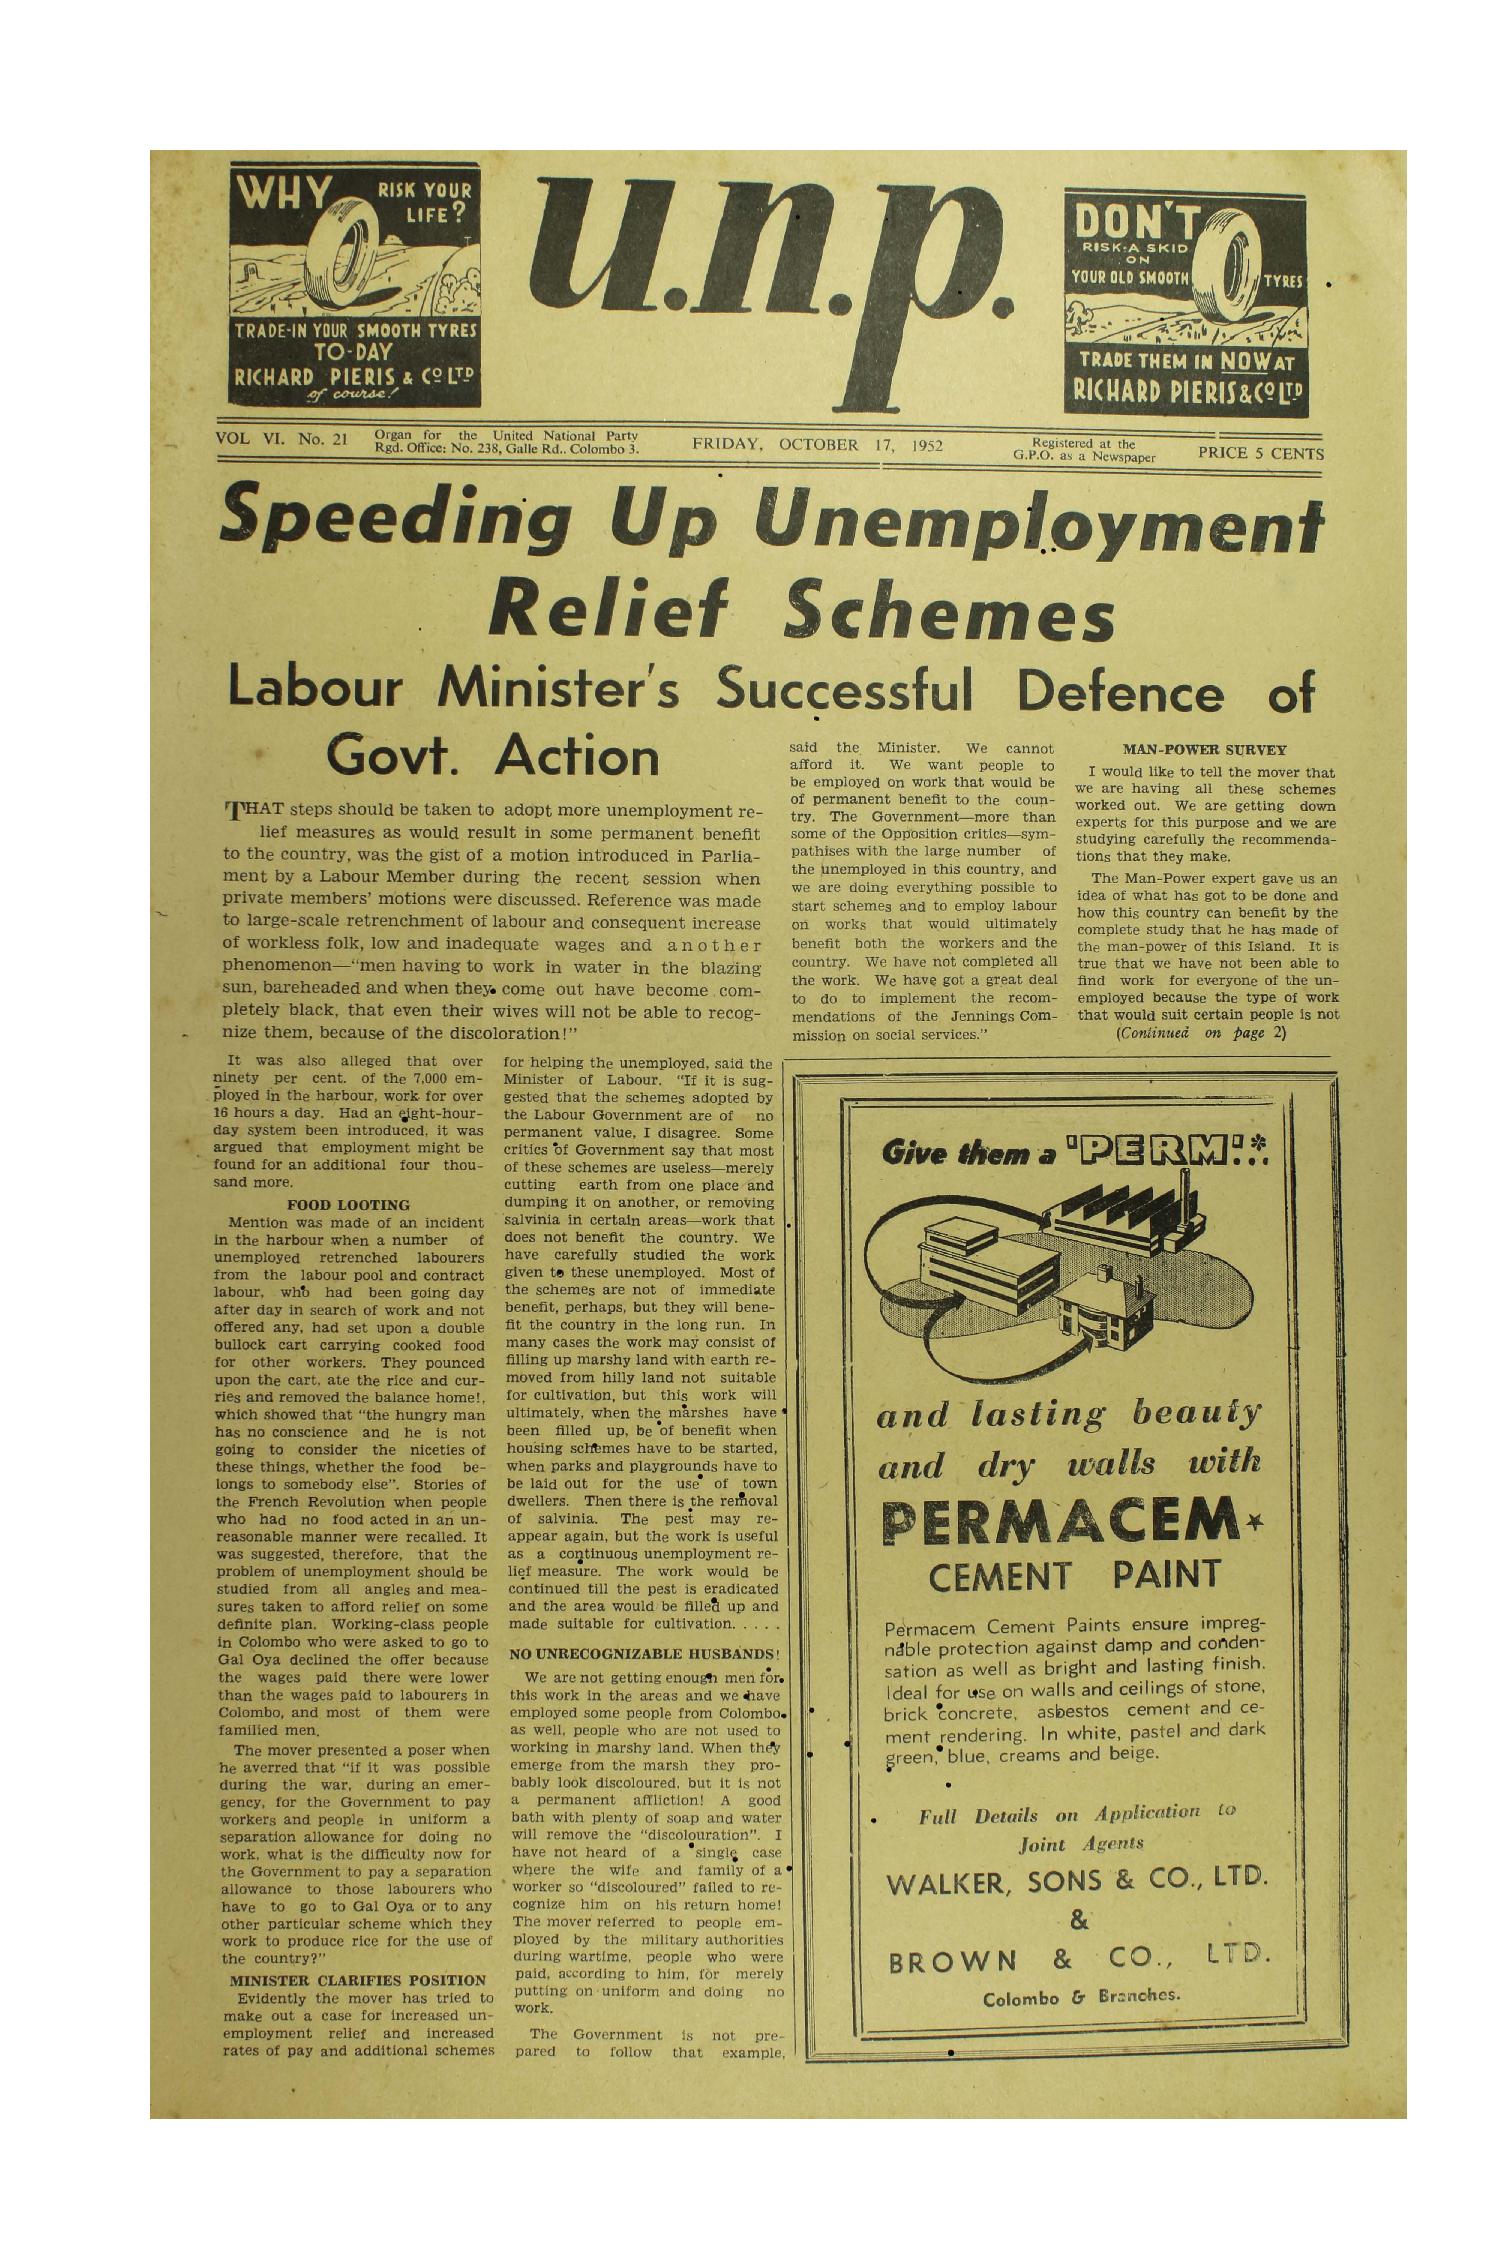 WHY
RISK YOUR
LIFE?
TRADE-IN YOUR SMOOTH TYRES
TO-DAY
RICHARD PIERIS & CO LTD
of course!
u.n.p.
DON'T
RISK A SKID
ON
YOUR OLD SMOOTH
TYRES
TRADE THEM IN NOW AT
RICHARD PIERIS & CO LTD
VOL VI. No. 21
Organ for the United National Party
Rgd. Office: No. 238, Galle Rd.. Colombo 3.
FRIDAY, OCTOBER 17, 1952
Registered at the
G.P.O. as a Newspaper
PRICE 5 CENTS
Speeding Up Unemployment
Relief Schemes
Labour Minister's Successful Defence of
Govt. Action
THAT steps should be taken to adopt more unemployment re-
lief measures as would result in some permanent benefit
to the country, was the gist of a motion introduced in Parlia-
ment by a Labour Member during the recent session when
private members' motions were discussed. Reference was made
to large-scale retrenchment of labour and consequent increase
of workless folk, low and inadequate wages and another
phenomenon—"men having to work in water in the blazing
sun, bareheaded and when they come out have become com-
pletely black, that even their wives will not be able to recog-
nize them, because of the discoloration!"
It was also alleged that over
ninety per cent. of the 7,000 em-
ployed in the harbour, work for over
16 hours a day. Had an eight-hour-
day system been introduced, it was
argued that employment might be
found for an additional four thou-
sand more.
FOOD LOOTING
Mention was made of an incident
in the harbour when a number of
unemployed retrenched labourers
from the labour pool and contract
labour, who had been going day
after day in search of work and not
offered any, had set upon a double
bullock cart carrying cooked food
for other workers. They pounced
upon the cart, ate the rice and cur-
ries and removed the balance home!,
which showed that "the hungry man
has no conscience and he is not
going to consider the niceties of
these things, whether the food be-
longs to somebody else". Stories of
the French Revolution when people
who had no food acted in an un-
reasonable manner were recalled. It
was suggested, therefore, that the
problem of unemployment should be
studied from all angles and mea-
sures taken to afford relief on some
definite plan. Working-class people
in Colombo who were asked to go to
Gal Oya declined the offer because
the wages paid there were lower
than the wages paid to labourers in
Colombo, and most of them were
familied men.
The mover presented a poser when
he averred that "if it was possible
during the war, during an emer-
gency, for the Government to pay
workers and people in uniform a
separation allowance for doing no
work, what is the difficulty now for
the Government to pay a separation
allowance to those labourers who
have to go to Gal Oya or to any
other particular scheme which they
work to produce rice for the use of
the country?"
MINISTER CLARIFIES POSITION
Evidently the mover has tried to
make out a case for increased un-
employment relief and increased
rates of pay and additional schemes
for helping the unemployed, said the
Minister of Labour. "If it is sug-
gested that the schemes adopted by
the Labour Government are of no
permanent value, I disagree. Some
critics of Government say that most
of these schemes are useless—merely
cutting earth from one place and
dumping it on another, or removing
salvinia in certain areas—work that
does not benefit the country. We
have carefully studied the work
given to these unemployed. Most of
the schemes are not of immediate
benefit, perhaps, but they will bene-
fit the country in the long run. In
many cases the work may consist of
filling up marshy land with earth re-
moved from hilly land not suitable
for cultivation, but this work will
ultimately, when the marshes have
been filled up, be of benefit when
housing schemes have to be started,
when parks and playgrounds have to
be laid out for the use of town
dwellers. Then there is the removal
of salvinia. The pest may re-
appear again, but the work is useful
as a continuous unemployment re-
lief measure. The work would be
continued till the pest is eradicated
and the area would be filled up and
made suitable for cultivation. . . . .
NO UNRECOGNIZABLE HUSBANDS!
We are not getting enough men for
this work in the areas and we have
employed some people from Colombo
as well, people who are not used to
working in marshy land. When they
emerge from the marsh they pro-
bably look discoloured, but it is not
a permanent affliction! A good
bath with plenty of soap and water
will remove the "discolouration". I
have not heard of a single case
where the wife and family of a
worker so "discoloured" failed to re-
cognize him on his return home!
The mover referred to people em-
ployed by the military authorities
during wartime, people who were
paid, according to him, for merely
putting on uniform and doing no
work.
The Government is not pre-
pared to follow that example,
said the Minister. We cannot
afford it. We want people to
be employed on work that would be
of permanent benefit to the coun-
try. The Government—more than
some of the Opposition critics—sym-
pathises with the large number of
the unemployed in this country, and
we are doing everything possible to
start schemes and to employ labour
on works that would ultimately
benefit both the workers and the
country. We have not completed all
the work. We have got a great deal
to do to implement the recom-
mendations of the Jennings Com-
mission on social services."
MAN-POWER SURVEY
I would like to tell the mover that
we are having all these schemes
worked out. We are getting down
experts for this purpose and we are
studying carefully the recommenda-
tions that they make.
The Man-Power expert gave us an
idea of what has got to be done and
how this country can benefit by the
complete study that he has made of
the man-power of this Island. It is
true that we have not been able to
find work for everyone of the un-
employed because the type of work
that would suit certain people is not
(Continued on page 2)
Give them a 'PERM'!*
and lasting beauty
and dry walls with
PERMACEM*
CEMENT PAINT
Permacem Cement Paints ensure impreg-
nable protection against damp and conden-
sation as well as bright and lasting finish.
Ideal for use on walls and ceilings of stone,
brick concrete, asbestos cement and ce-
ment rendering. In white, pastel and dark
green, blue, creams and beige.
Full Details on Application to
Joint Agents
WALKER, SONS & CO., LTD.
&
BROWN & CO., LTD.
Colombo & Branches.